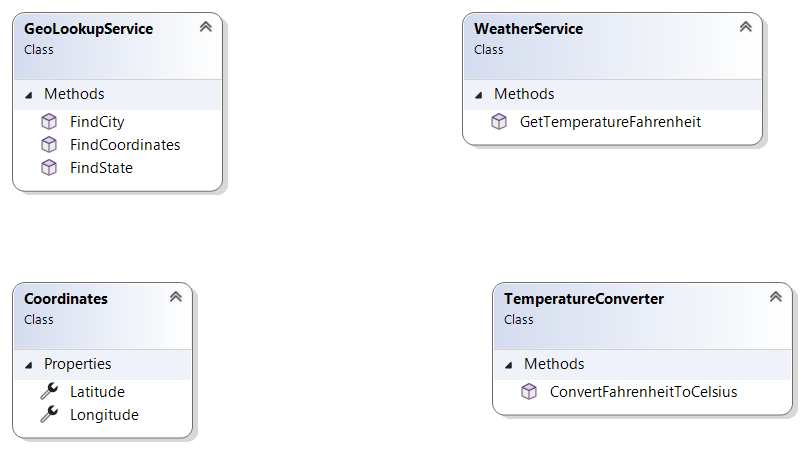 GeoLookupService
Class
Methods
FindCity
FindCoordinates
FindState
WeatherService
Class
Methods
GetTemperatureFahrenheit
Coordinates
Class
Properties
Latitude
Longitude
TemperatureConverter
Class
Methods
ConvertFahrenheitToCelsius